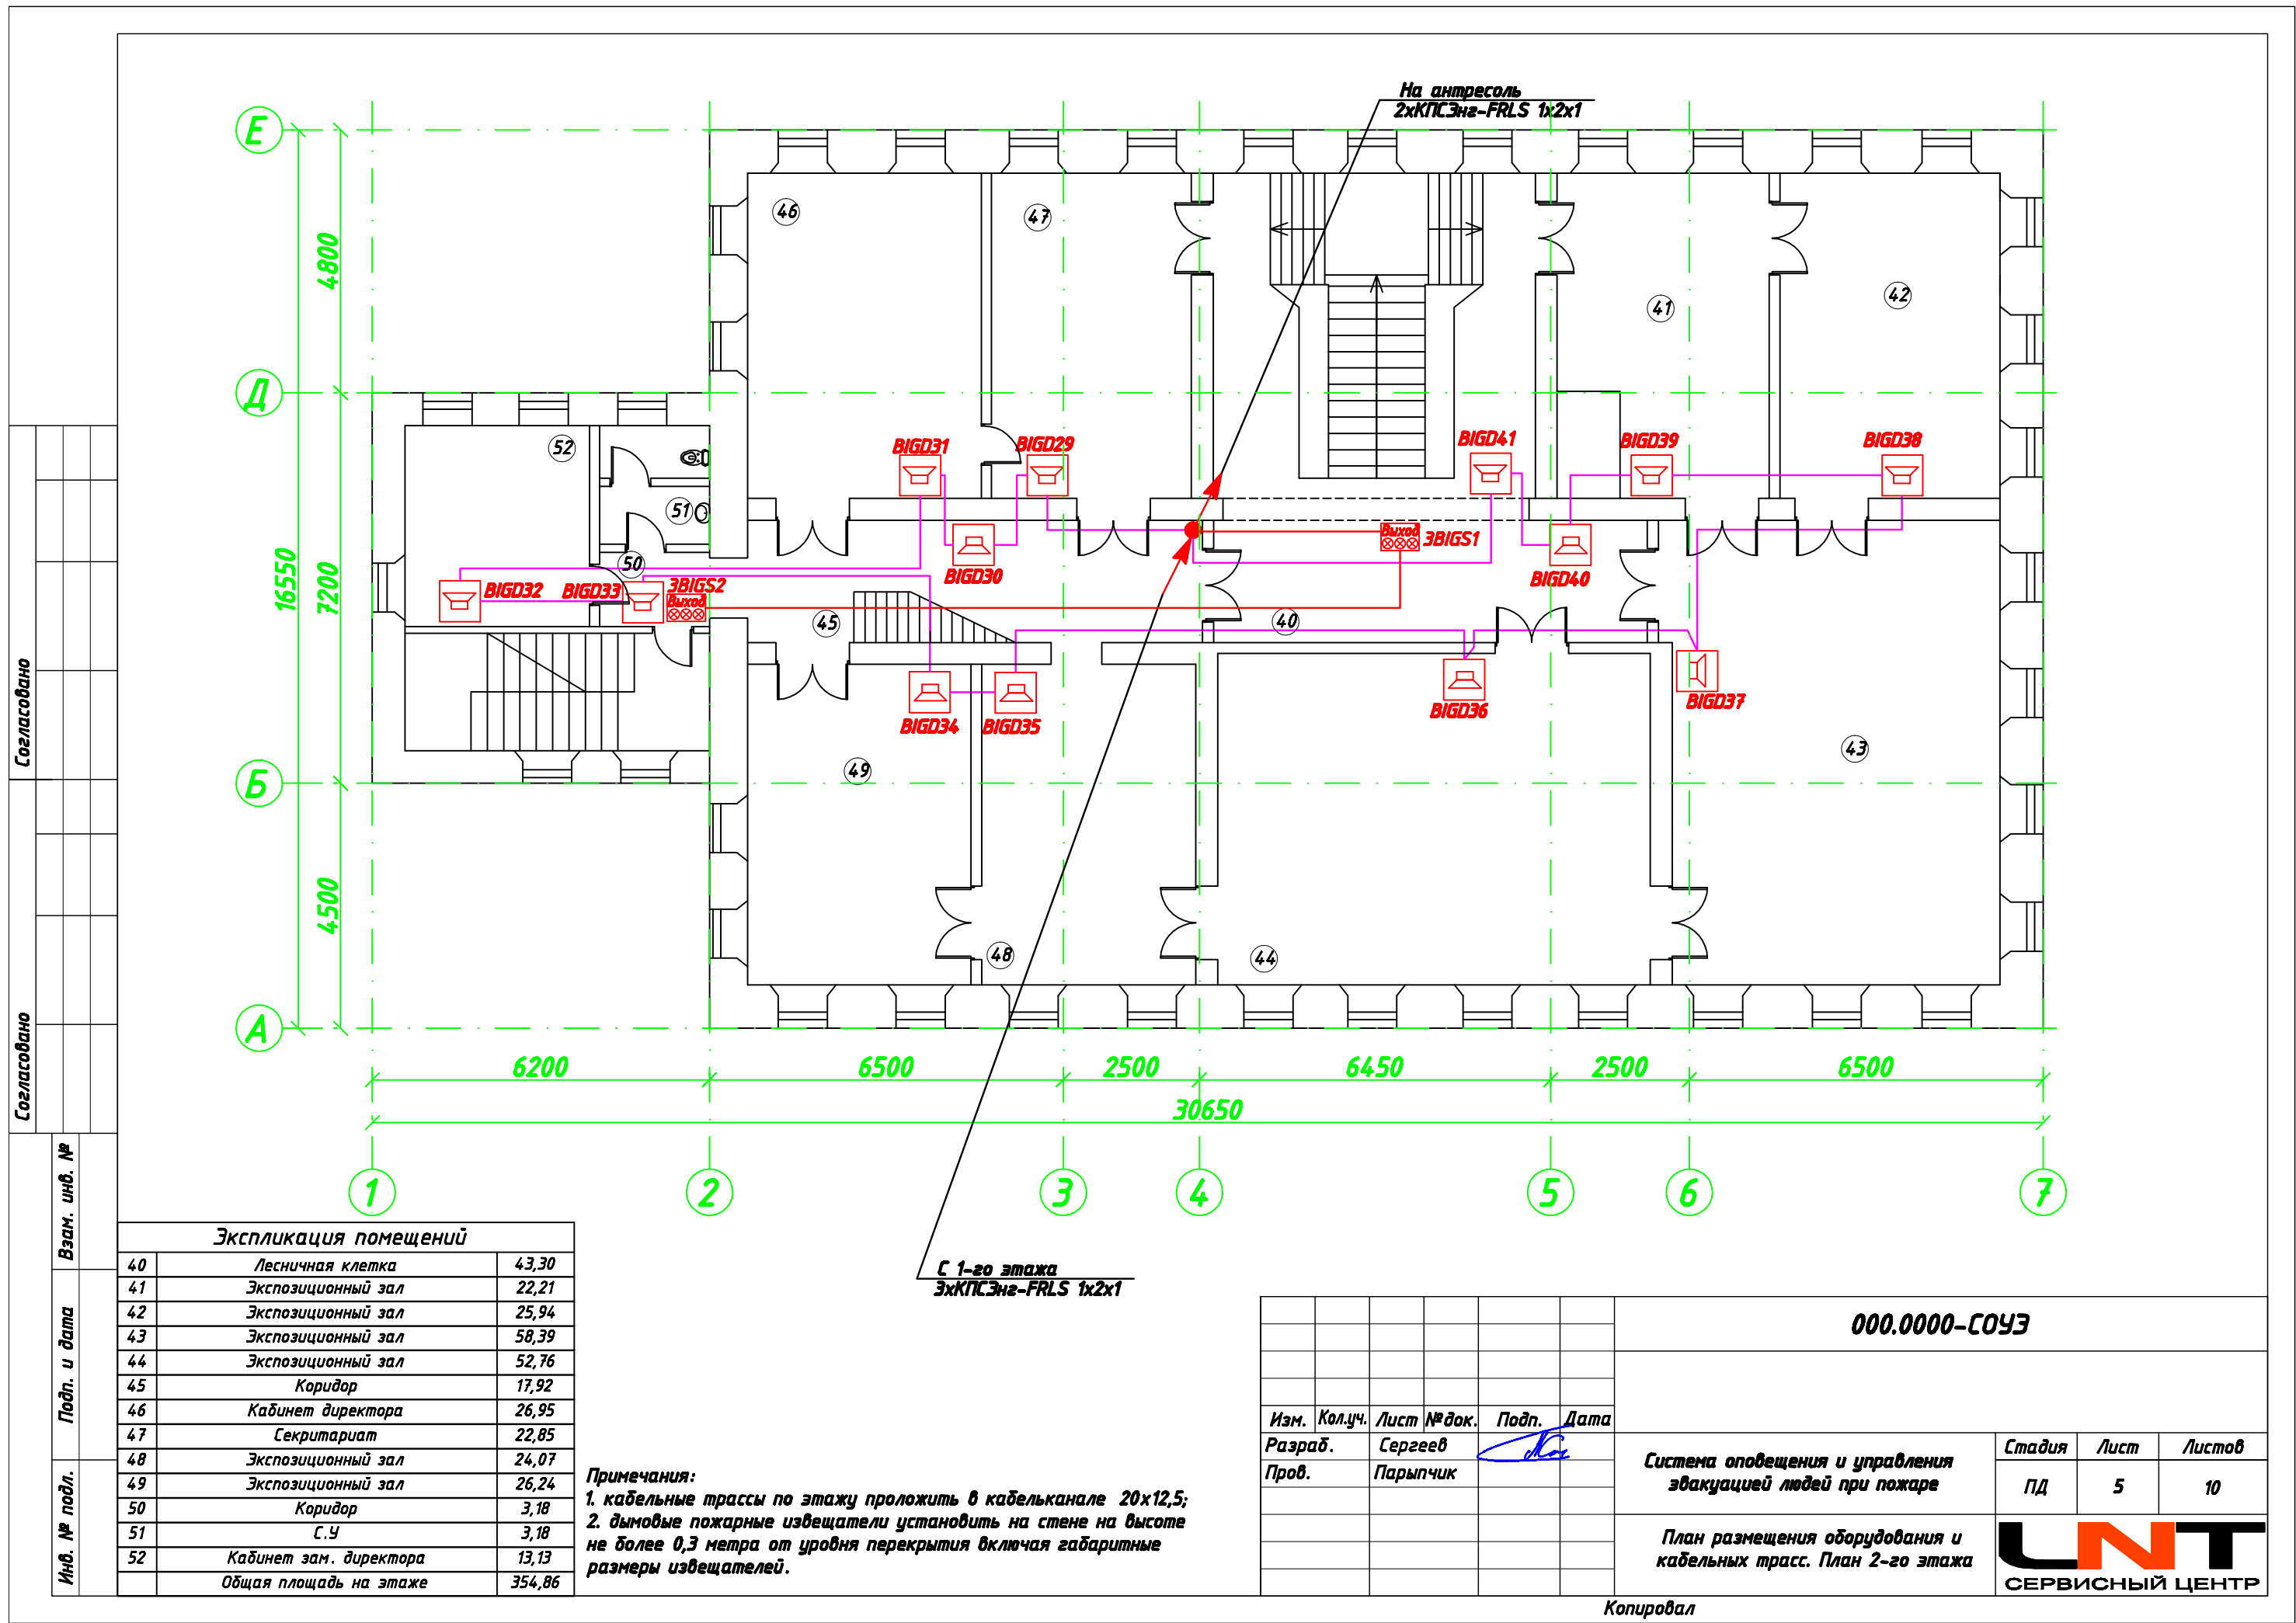 На антресоль
2хКПСЭнг-FRLS 1х2х1
Е
Д
Б
А
4800
7200
4500
16550
46
47
41
42
52
51
50
45
40
49
48
44
43
BIGD31
BIGD29
BIGD41
BIGD39
BIGD38
BIGD30
BIGD40
BIGD32
BIGD33
BIGD34
BIGD35
BIGD36
BIGD37
Выход
3BIGS1
3BIGS2
Выход
6200
6500
2500
6450
2500
6500
30650
1
2
3
4
5
6
7
С 1-го этажа
3хКПСЭнг-FRLS 1х2х1
Согласовано
Согласовано
Взам. инв. №
Подп. и дата
Инв. № подл.
Экспликация помещений
40 Лесничная клетка 43,30
41 Экспозиционный зал 22,21
42 Экспозиционный зал 25,94
43 Экспозиционный зал 58,39
44 Экспозиционный зал 52,76
45 Коридор 17,92
46 Кабинет директора 26,95
47 Секритариат 22,85
48 Экспозиционный зал 24,07
49 Экспозиционный зал 26,24
50 Коридор 3,18
51 С.У 3,18
52 Кабинет зам. директора 13,13
Общая площадь на этаже 354,86
Примечания:
1. кабельные трассы по этажу проложить в кабельканале 20х12,5;
2. дымовые пожарные извещатели установить на стене на высоте
не более 0,3 метра от уровня перекрытия включая габаритные
размеры извещателей.
000.0000-СОУЭ
Изм. Кол.уч. Лист №док. Подп. Дата
Разраб. Сергеев
Пров. Парыпчик
Система оповещения и управления
эвакуацией людей при пожаре
Стадия Лист Листов
ПД 5 10
План размещения оборудования и
кабельных трасс. План 2-го этажа
LNT
СЕРВИСНЫЙ ЦЕНТР
Копировал